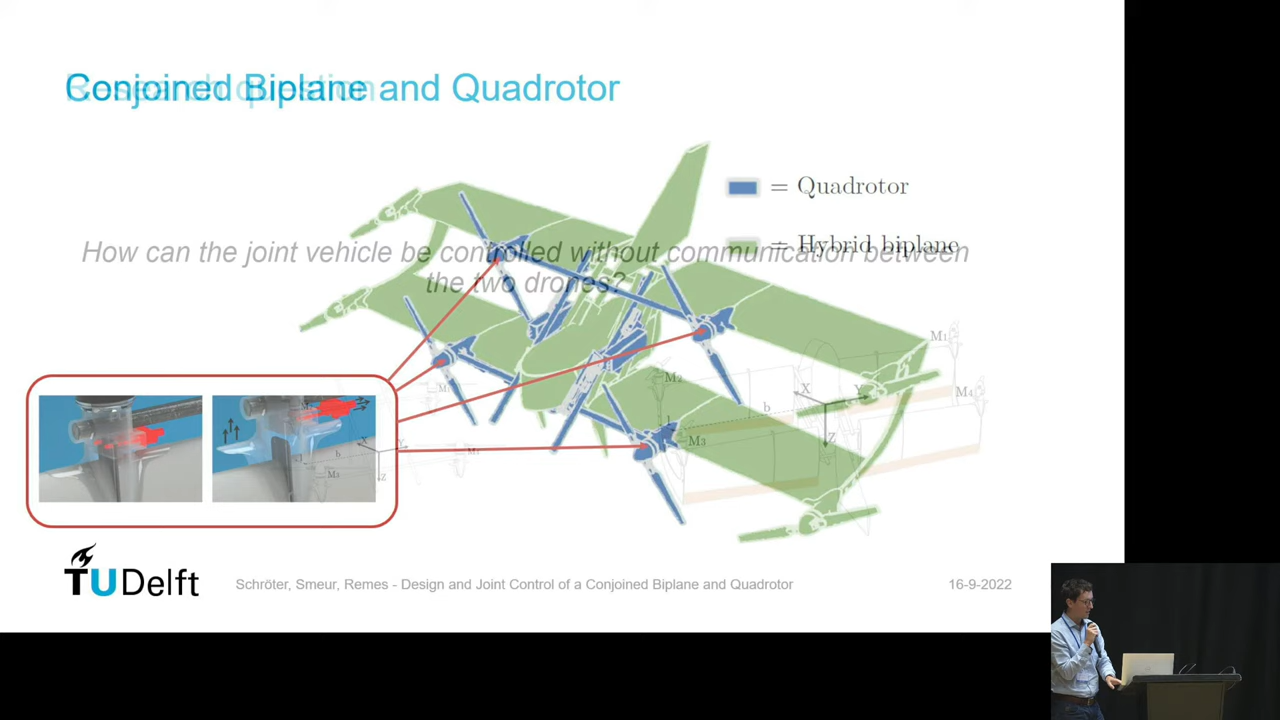 Conjoined Biplane and Quadrotor
Research question
= Quadrotor
= Hybrid biplane
How can the joint vehicle be controlled without communication between
the two drones?
M1
M2
M4
X
Y
b
l
M3
Z
X
Y
b
Z
TUDelft
Schröter, Smeur, Remes - Design and Joint Control of a Conjoined Biplane and Quadrotor
16-9-2022